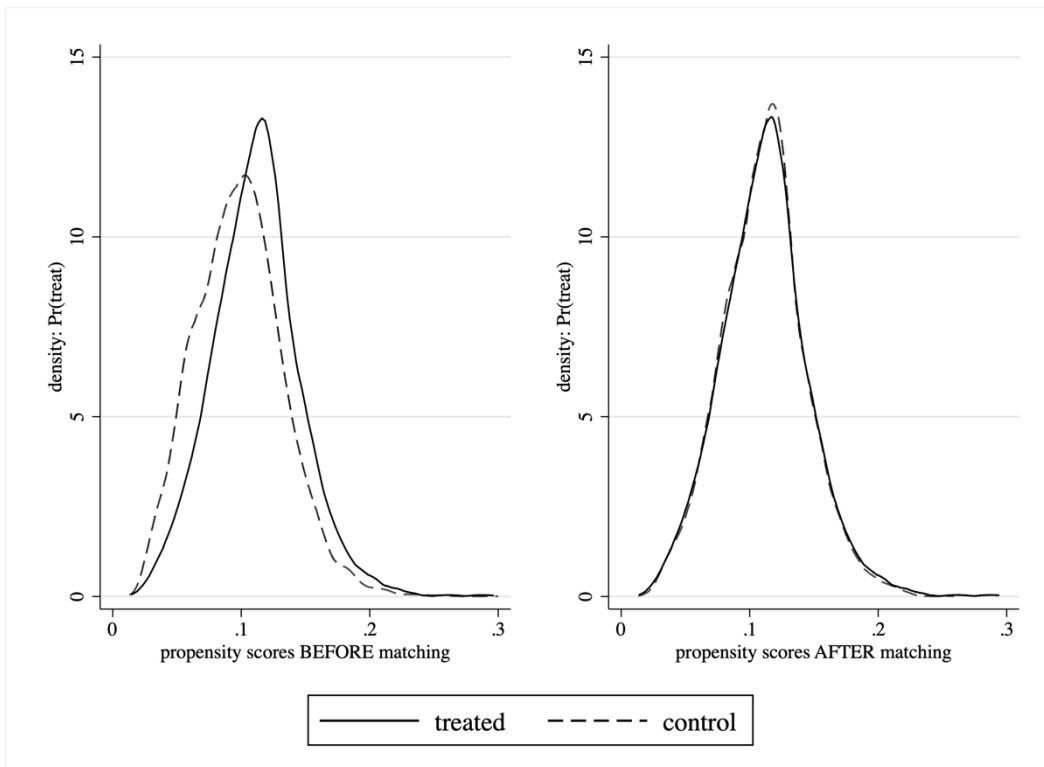 15
10
5
0
density: Pr(treat)
0 .1 .2 .3
propensity scores BEFORE matching
15
10
5
0
density: Pr(treat)
0 .1 .2 .3
propensity scores AFTER matching
treated control